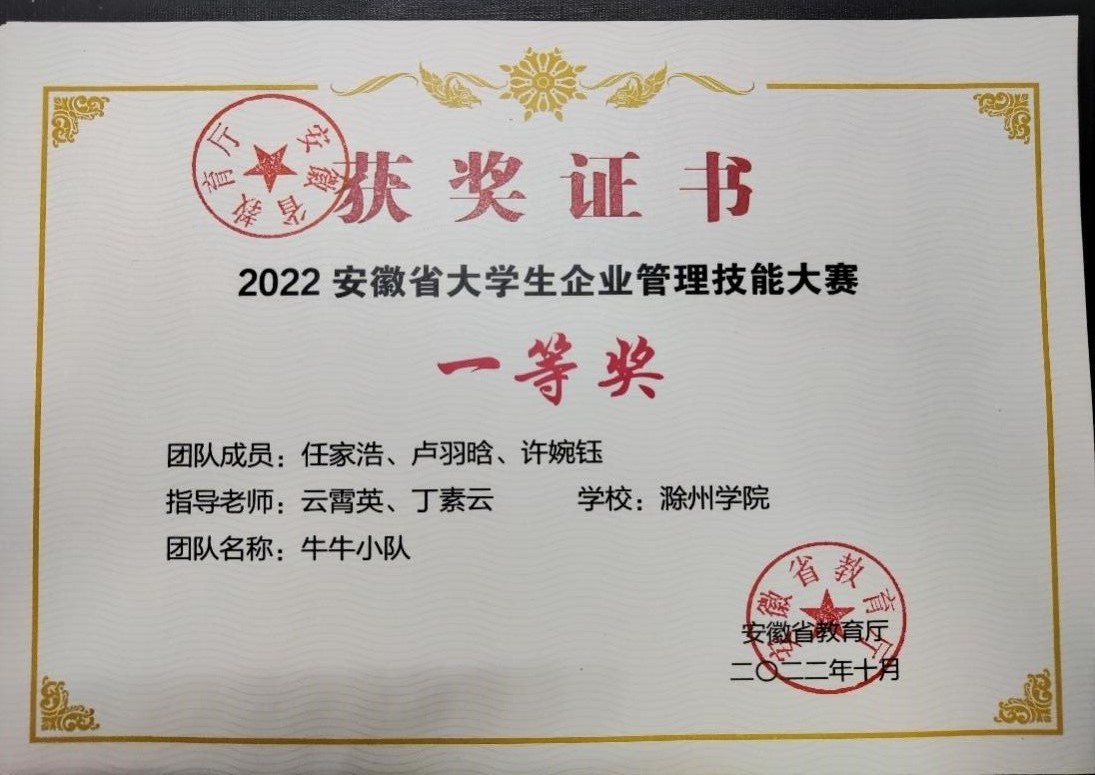 安徽省教育厅
获奖证书
2022 安徽省大学生企业管理技能大赛
一等奖
团队成员：任家浩、卢羽晗、许婉钰
指导老师：云霄英、丁素云 学校：滁州学院
团队名称：牛牛小队
安徽省教育厅
安徽省教育厅
二〇二二年十月